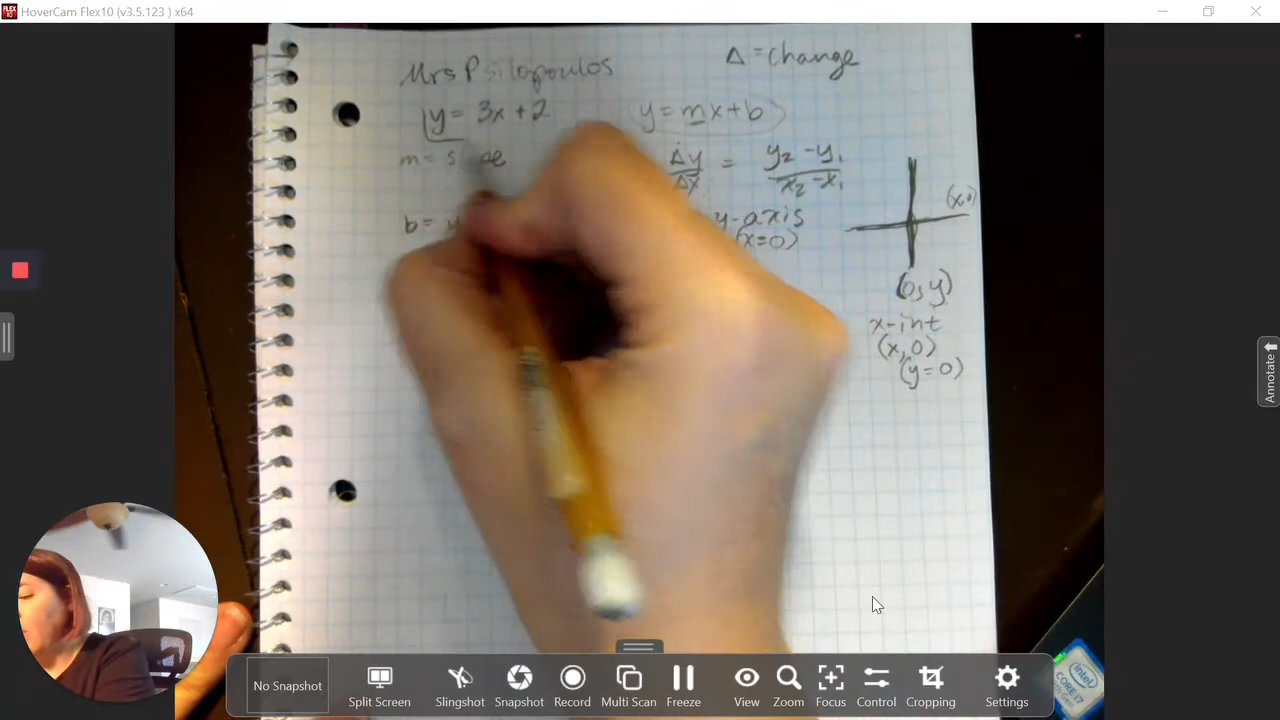 HoverCam Flex10 (v3.5.123 ) x64
Mrs Psilopoulos
Δ = Change
y = 3x + 2
y = mx + b
m =
Δy/Δx = y₂ - y₁ / x₂ - x₁
(x,0)
b =
y-axis
(x=0)
(0, y)
x-int
(x, 0)
(y = 0)
Annotate
No Snapshot
Split Screen
Slingshot
Snapshot
Record
Multi Scan
Freeze
View
Zoom
Focus
Control
Cropping
Settings
intel